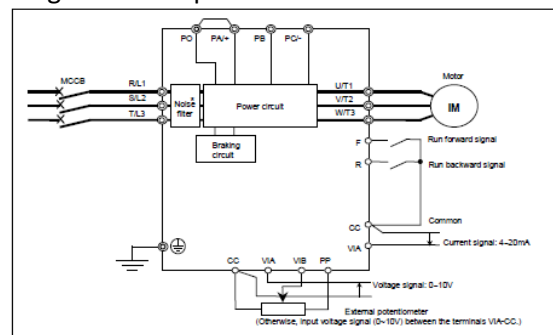 PO PA/+ PB PC/-
MCCB
R/L1
S/L2
T/L3
Noise
filter
*
Power circuit
Braking
circuit
U/T1
V/T2
W/T3
Motor
IM
F
Run forward signal
R
Run backward signal
CC
Common
VIA
Current signal: 4~20mA
CC VIA VIB PP
Voltage signal: 0~10V
External potentiometer
(Otherwise, input voltage signal (0~10V) between the terminals VIA-CC.)